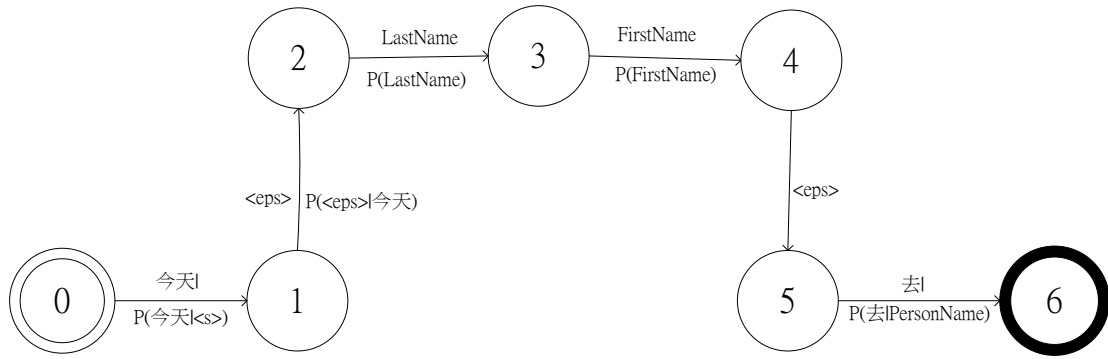 2
LastName
P(LastName)
3
FirstName
P(FirstName)
4
<eps>
P(<eps>|今天)
<eps>
0
今天|
P(今天|<s>)
1
5
去|
P(去|PersonName)
6